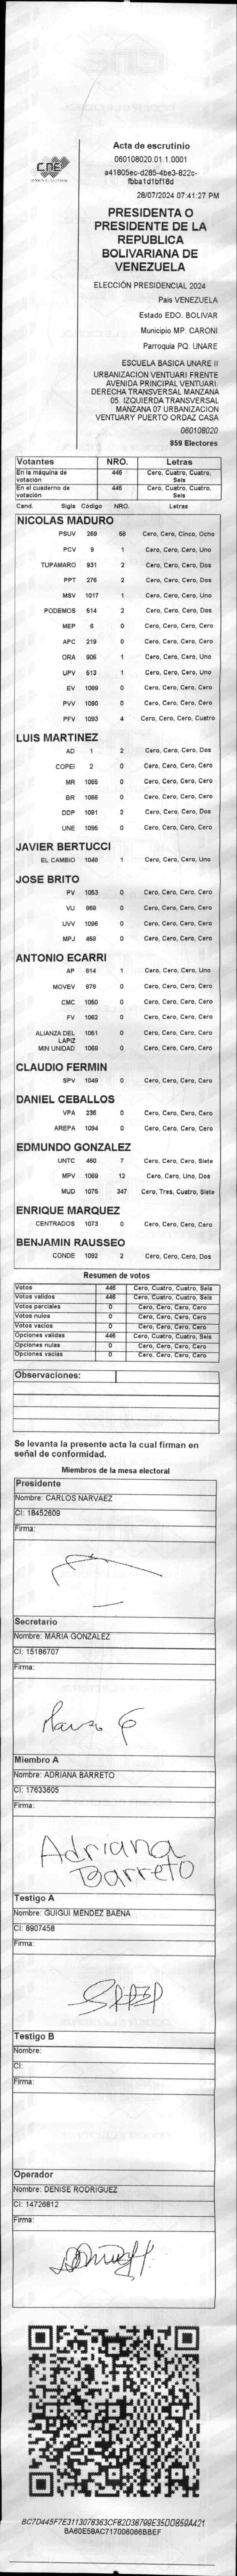 CNE
Acta de escrutinio
060108020.01.1.0001
a41805ec-d285-4be3-822c-
fbba1d1bf18d
28/07/2024 07:41:27 PM
PRESIDENTA O
PRESIDENTE DE LA
REPUBLICA
BOLIVARIANA DE
VENEZUELA
ELECCIÓN PRESIDENCIAL 2024
Pais VENEZUELA
Estado EDO. BOLIVAR
Municipio MP. CARONI
Parroquia PQ. UNARE
ESCUELA BASICA UNARE II
URBANIZACION VENTUARI FRENTE
AVENIDA PRINCIPAL VENTUARI.
DERECHA TRANSVERSAL MANZANA
05. IZQUIERDA TRANSVERSAL
MANZANA 07 URBANIZACION
VENTUARY PUERTO ORDAZ CASA
060108020
859 Electores
Votantes NRO. Letras
En la máquina de votación 446 Cero, Cuatro, Cuatro, Seis
En el cuaderno de votación 446 Cero, Cuatro, Cuatro, Seis
Cand. Sigla Código NRO. Letras
NICOLAS MADURO
PSUV 269 58 Cero, Cero, Cinco, Ocho
PCV 9 1 Cero, Cero, Cero, Uno
TUPAMARO 931 2 Cero, Cero, Cero, Dos
PPT 276 2 Cero, Cero, Cero, Dos
MSV 1017 1 Cero, Cero, Cero, Uno
PODEMOS 514 2 Cero, Cero, Cero, Dos
MEP 6 0 Cero, Cero, Cero, Cero
APC 219 0 Cero, Cero, Cero, Cero
ORA 906 1 Cero, Cero, Cero, Uno
UPV 513 1 Cero, Cero, Cero, Uno
EV 1089 0 Cero, Cero, Cero, Cero
PVV 1090 0 Cero, Cero, Cero, Cero
PFV 1093 4 Cero, Cero, Cero, Cuatro
LUIS MARTINEZ
AD 1 2 Cero, Cero, Cero, Dos
COPEI 2 0 Cero, Cero, Cero, Cero
MR 1065 0 Cero, Cero, Cero, Cero
BR 1066 0 Cero, Cero, Cero, Cero
DDP 1091 2 Cero, Cero, Cero, Dos
UNE 1095 0 Cero, Cero, Cero, Cero
JAVIER BERTUCCI
EL CAMBIO 1048 1 Cero, Cero, Cero, Uno
JOSE BRITO
PV 1053 0 Cero, Cero, Cero, Cero
VU 868 0 Cero, Cero, Cero, Cero
UVV 1096 0 Cero, Cero, Cero, Cero
MPJ 458 0 Cero, Cero, Cero, Cero
ANTONIO ECARRI
AP 814 1 Cero, Cero, Cero, Uno
MOVEV 878 0 Cero, Cero, Cero, Cero
CMC 1050 0 Cero, Cero, Cero, Cero
FV 1062 0 Cero, Cero, Cero, Cero
ALIANZA DEL LAPIZ 1051 0 Cero, Cero, Cero, Cero
MIN UNIDAD 1068 0 Cero, Cero, Cero, Cero
CLAUDIO FERMIN
SPV 1049 0 Cero, Cero, Cero, Cero
DANIEL CEBALLOS
VPA 236 0 Cero, Cero, Cero, Cero
AREPA 1094 0 Cero, Cero, Cero, Cero
EDMUNDO GONZALEZ
UNTC 460 7 Cero, Cero, Cero, Siete
MPV 1069 12 Cero, Cero, Uno, Dos
MUD 1075 347 Cero, Tres, Cuatro, Siete
ENRIQUE MARQUEZ
CENTRADOS 1073 0 Cero, Cero, Cero, Cero
BENJAMIN RAUSSEO
CONDE 1092 2 Cero, Cero, Cero, Dos
Resumen de votos
Votos 446 Cero, Cuatro, Cuatro, Seis
Votos validos 446 Cero, Cuatro, Cuatro, Seis
Votos parciales 0 Cero, Cero, Cero, Cero
Votos nulos 0 Cero, Cero, Cero, Cero
Votos vacios 0 Cero, Cero, Cero, Cero
Opciones validas 446 Cero, Cuatro, Cuatro, Seis
Opciones nulas 0 Cero, Cero, Cero, Cero
Opciones vacias 0 Cero, Cero, Cero, Cero
Observaciones:
Se levanta la presente acta la cual firman en
señal de conformidad.
Miembros de la mesa electoral
Presidente
Nombre: CARLOS NARVAEZ
CI: 18452609
Firma:
Secretario
Nombre: MARIA GONZALEZ
CI: 15186707
Firma:
Miembro A
Nombre: ADRIANA BARRETO
CI: 17633605
Firma:
Adriana
Barreto
Testigo A
Nombre: GUIGUI MENDEZ BAENA
CI: 8907458
Firma:
Testigo B
Nombre:
CI:
Firma:
Operador
Nombre: DENISE RODRIGUEZ
CI: 14726812
Firma:
BC7D445F7E3113078363CF82D38799E35DDB59A421
BA60E58AC717006066BBEF